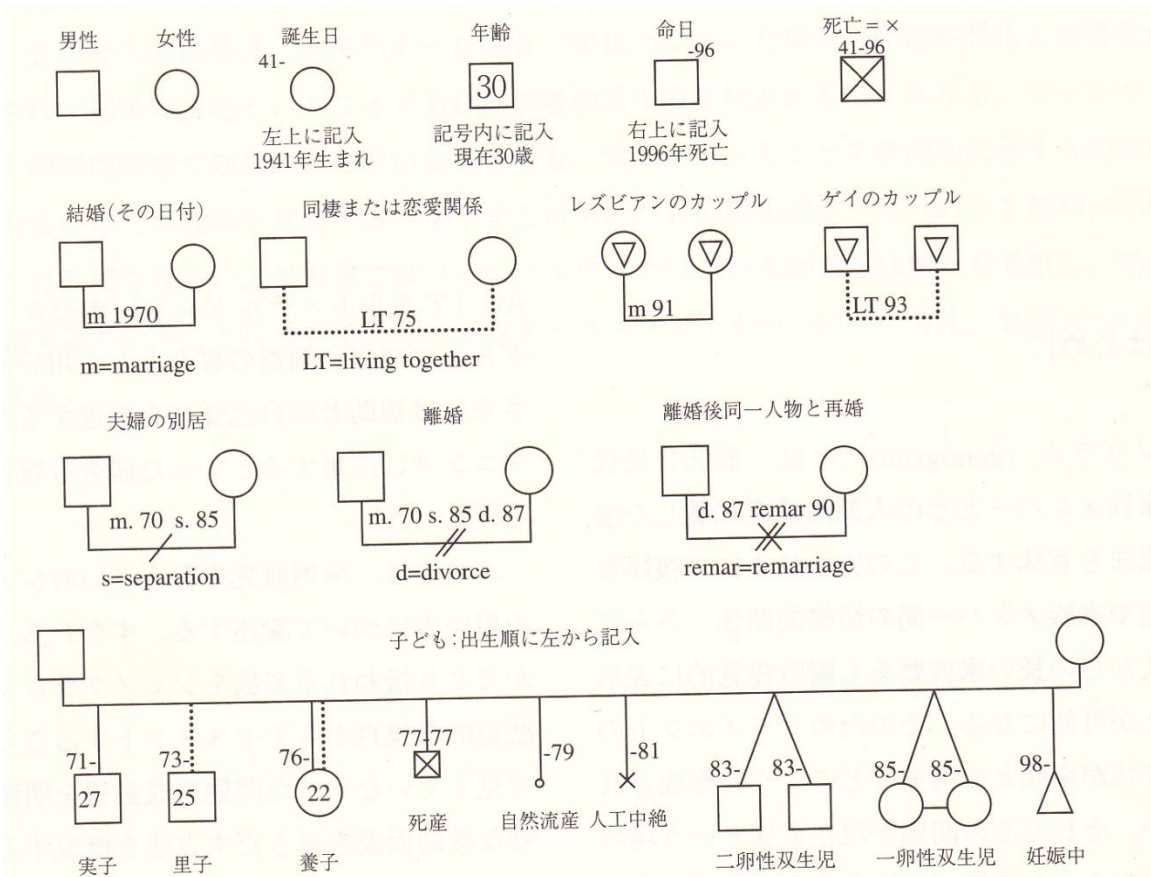 男性
女性
誕生日
年齢
命日
死亡=×
41-
30
-96
41-96
左上に記入
1941年生まれ
記号内に記入
現在30歳
右上に記入
1996年死亡
結婚(その日付)
同棲または恋愛関係
レズビアンのカップル
ゲイのカップル
m 1970
LT 75
m 91
LT 93
m=marriage
LT=living together
夫婦の別居
離婚
離婚後同一人物と再婚
m. 70 s. 85
m. 70 s. 85 d. 87
d. 87 remar 90
s=separation
d=divorce
remar=remarriage
子ども:出生順に左から記入
71-
73-
76-
77-77
-79
-81
83-
83-
85-
85-
98-
27
25
22
死産
自然流産
人工中絶
実子
里子
養子
二卵性双生児
一卵性双生児
妊娠中